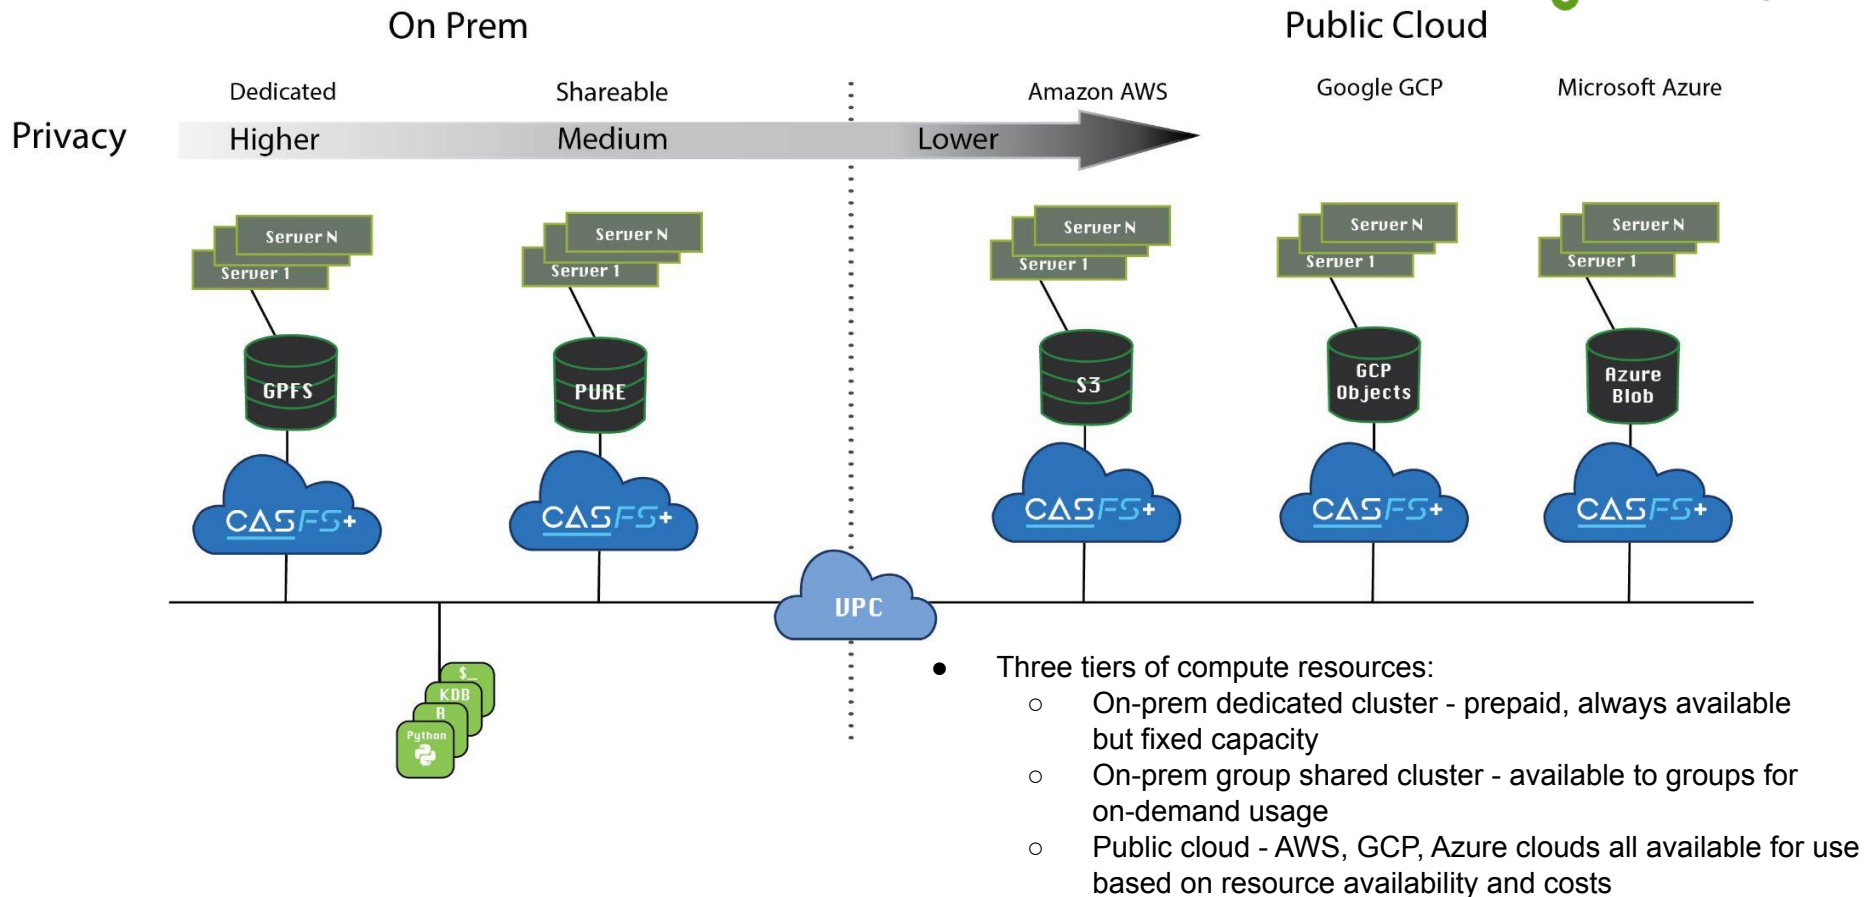 On Prem
Public Cloud
Dedicated
Shareable
Amazon AWS
Google GCP
Microsoft Azure
Privacy
Higher
Medium
Lower
Server N
Server 1
Server N
Server 1
Server N
Server 1
Server N
Server 1
Server N
Server 1
GPFS
PURE
S3
GCP
Objects
Azure
Blob
CASFS+
CASFS+
CASFS+
CASFS+
CASFS+
VPC
$_
KDB
R
Python
● Three tiers of compute resources:
○ On-prem dedicated cluster - prepaid, always available
but fixed capacity
○ On-prem group shared cluster - available to groups for
on-demand usage
○ Public cloud - AWS, GCP, Azure clouds all available for use
based on resource availability and costs